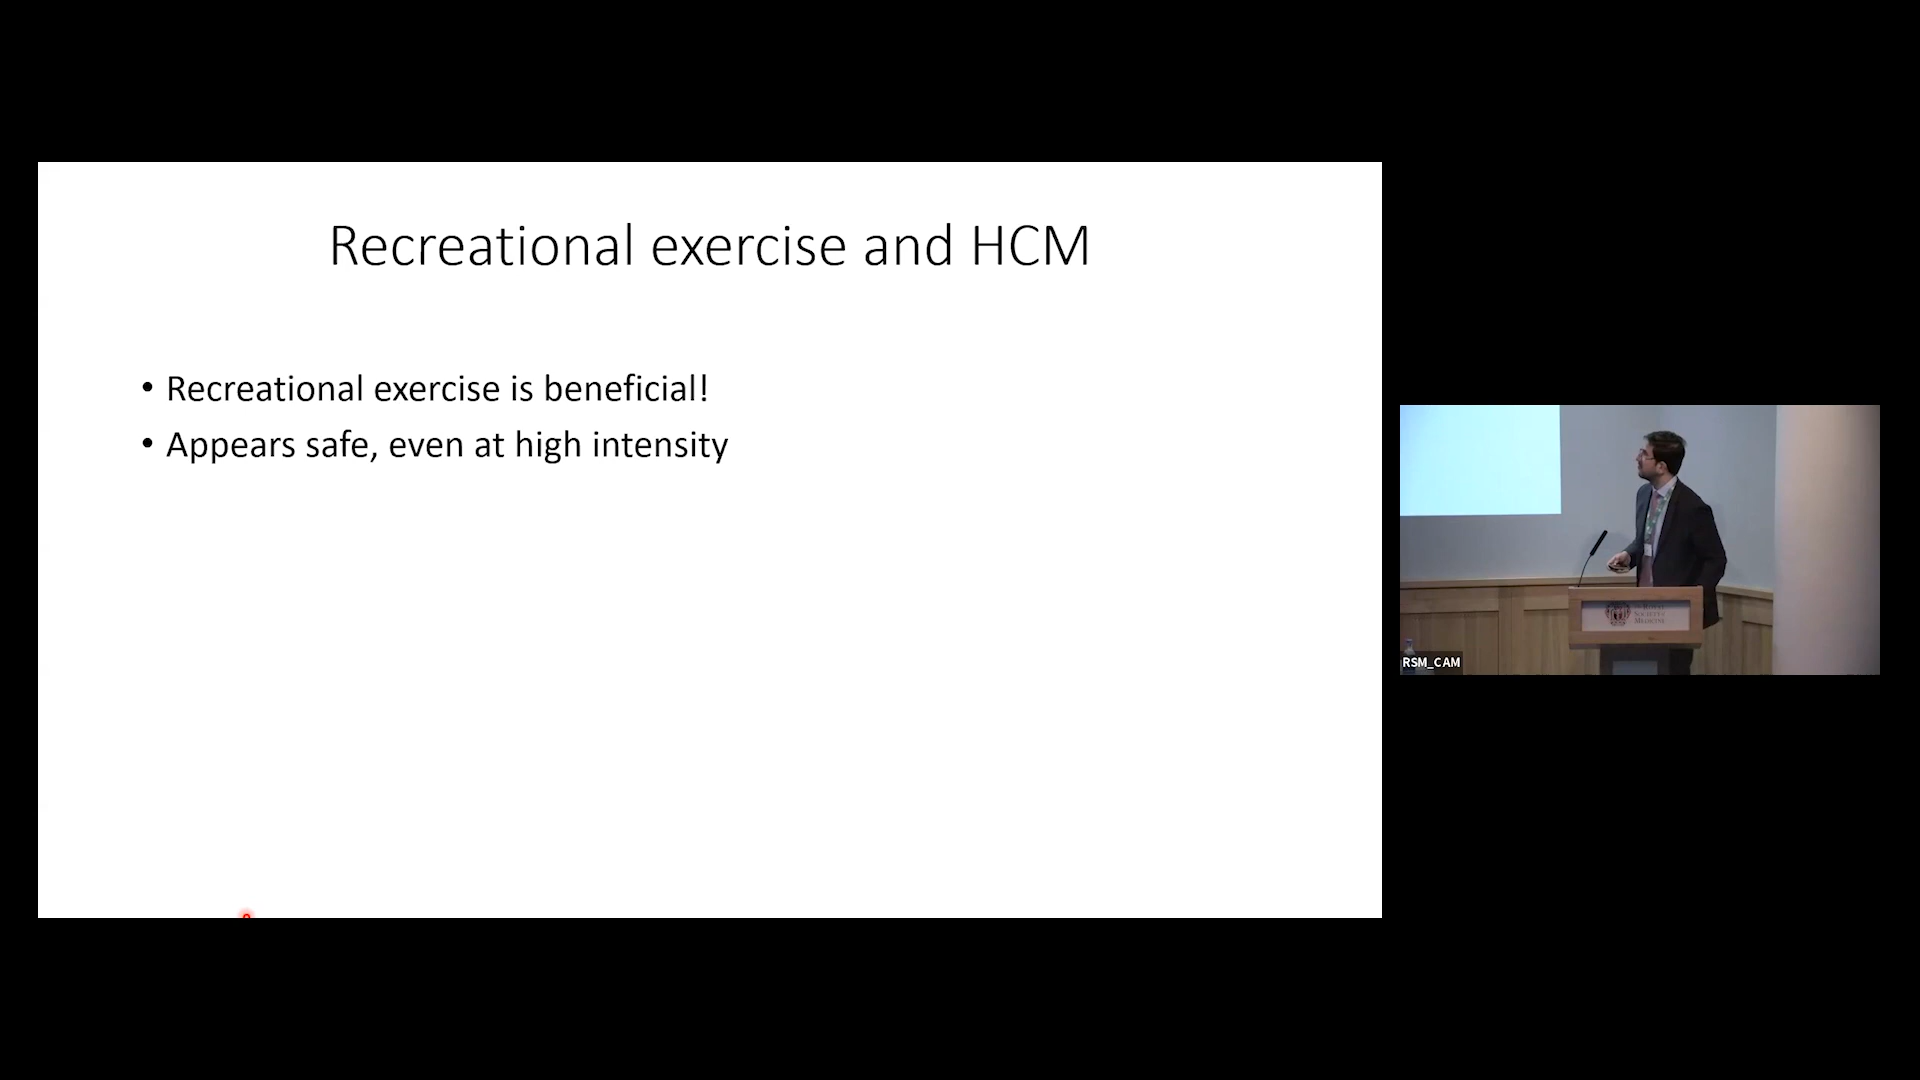 Recreational exercise and HCM
• Recreational exercise is beneficial!
• Appears safe, even at high intensity
RSM_CAM